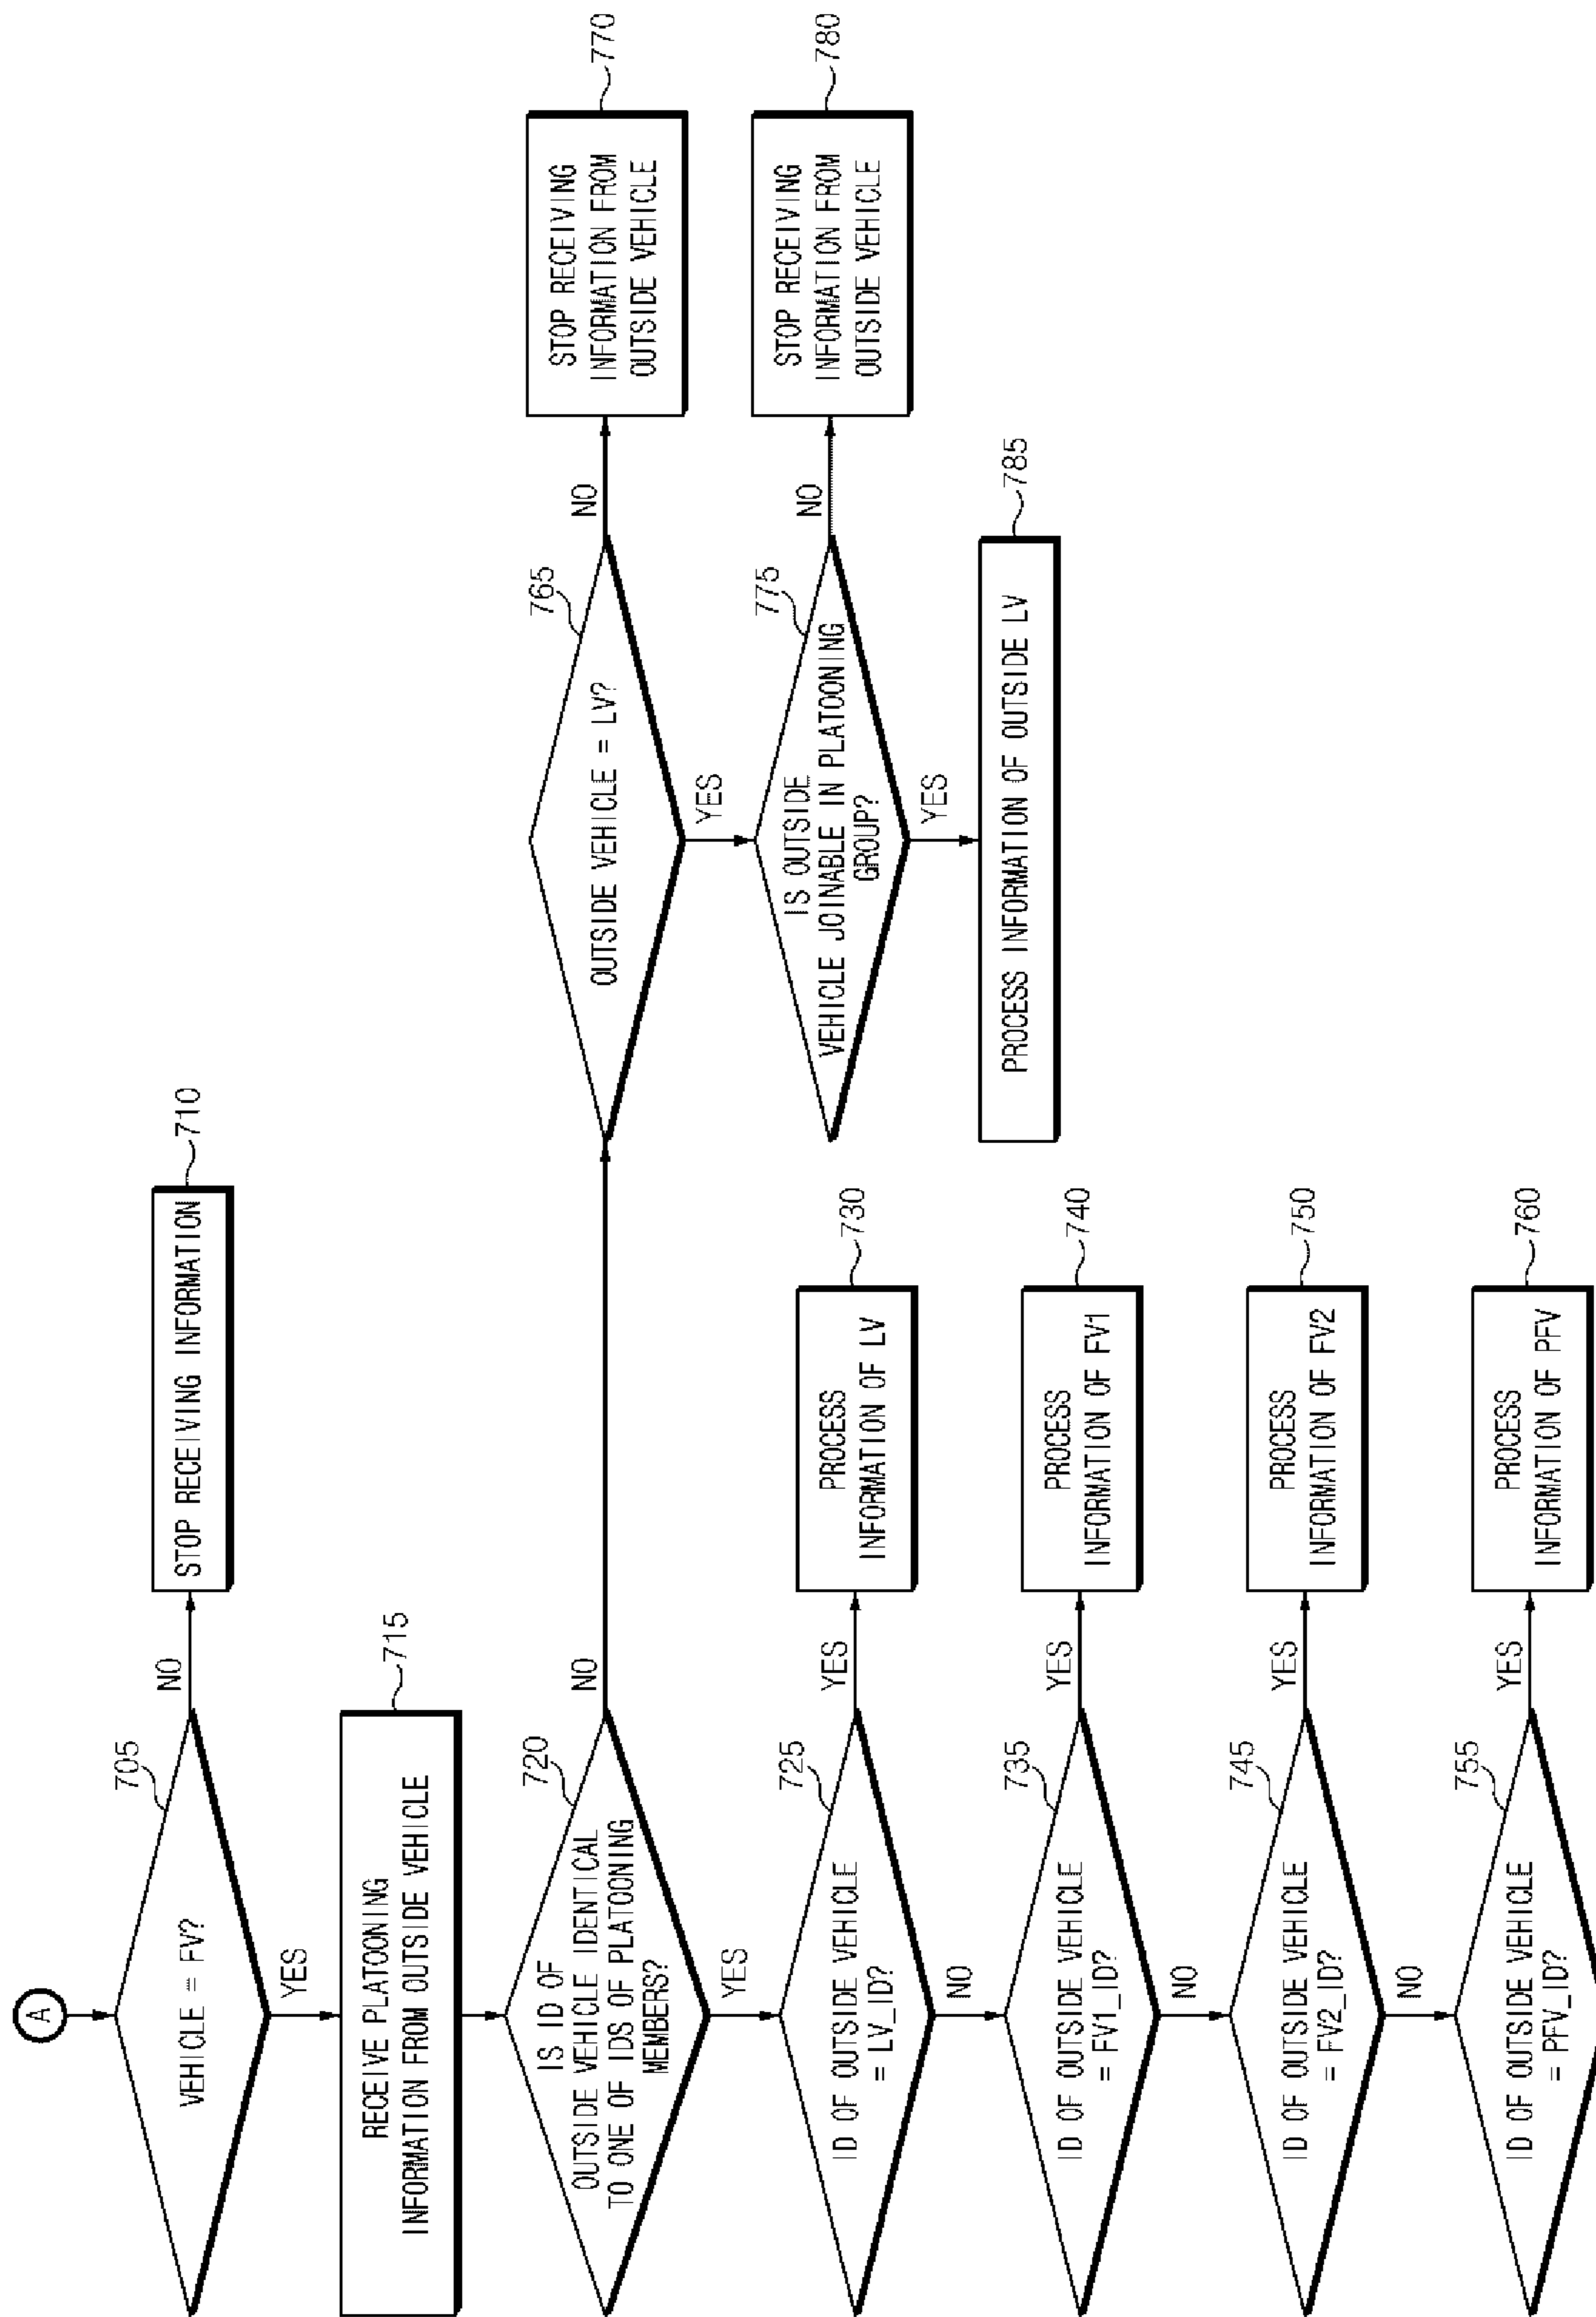 A
705
VEHICLE = FV?
NO
STOP RECEIVING INFORMATION
710
YES
RECEIVE PLATOONING
INFORMATION FROM OUTSIDE VEHICLE
715
720
IS ID OF
OUTSIDE VEHICLE IDENTICAL
TO ONE OF IDS OF PLATOONING
MEMBERS?
NO
765
OUTSIDE VEHICLE = LV?
NO
STOP RECEIVING
INFORMATION FROM
OUTSIDE VEHICLE
770
YES
YES
725
ID OF OUTSIDE VEHICLE
= LV_ID?
YES
PROCESS
INFORMATION OF LV
730
775
IS OUTSIDE
VEHICLE JOINABLE IN PLATOONING
GROUP?
NO
STOP RECEIVING
INFORMATION FROM
OUTSIDE VEHICLE
780
NO
YES
735
ID OF OUTSIDE VEHICLE
= FV1_ID?
YES
PROCESS
INFORMATION OF FV1
740
PROCESS INFORMATION OF OUTSIDE LV
785
NO
745
ID OF OUTSIDE VEHICLE
= FV2_ID?
YES
PROCESS
INFORMATION OF FV2
750
NO
755
ID OF OUTSIDE VEHICLE
= PFV_ID?
YES
PROCESS
INFORMATION OF PFV
760